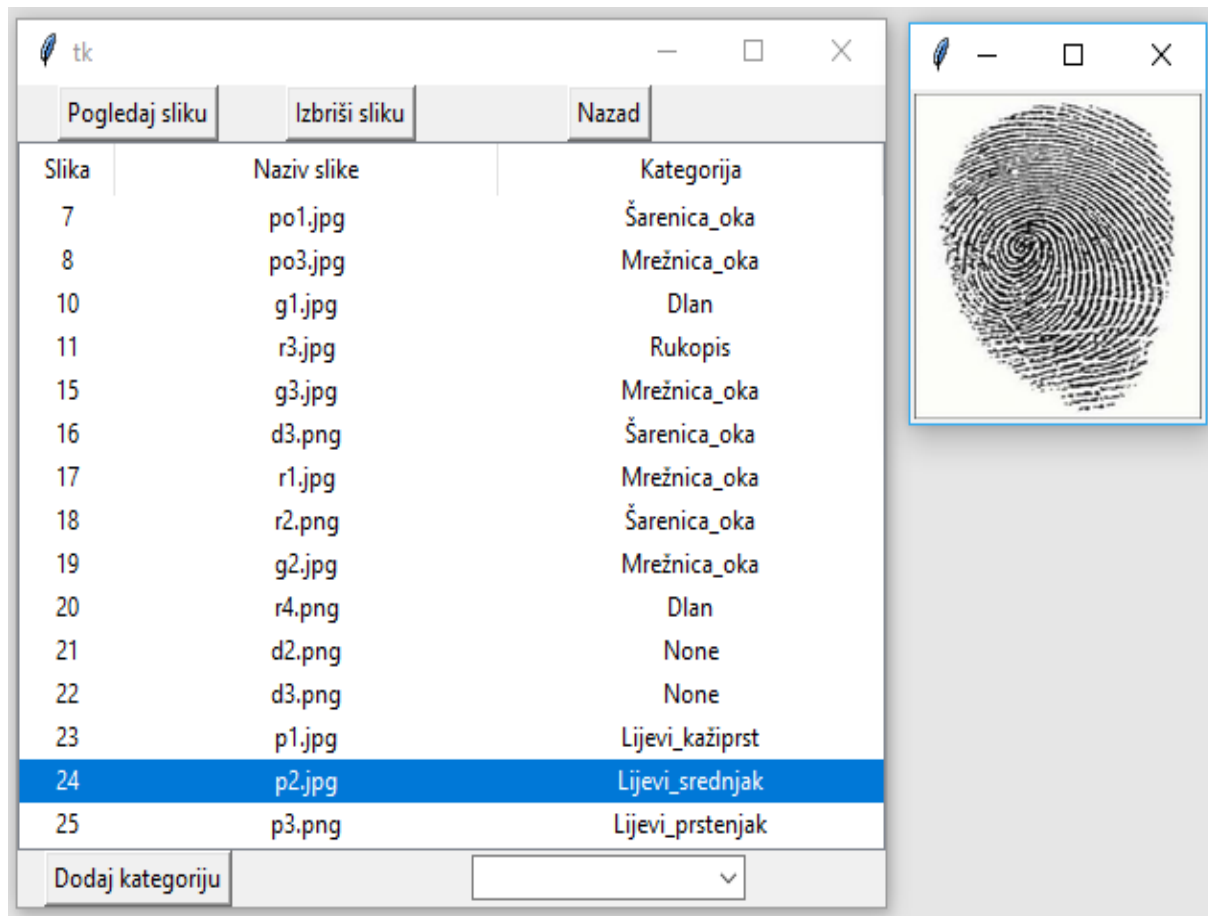 tk
Pogledaj sliku Izbriši sliku Nazad
Slika Naziv slike Kategorija
7 po1.jpg Šarenica_oka
8 po3.jpg Mrežnica_oka
10 g1.jpg Dlan
11 r3.jpg Rukopis
15 g3.jpg Mrežnica_oka
16 d3.png Šarenica_oka
17 r1.jpg Mrežnica_oka
18 r2.png Šarenica_oka
19 g2.jpg Mrežnica_oka
20 r4.png Dlan
21 d2.png None
22 d3.png None
23 p1.jpg Lijevi_kažiprst
24 p2.jpg Lijevi_srednjak
25 p3.png Lijevi_prstenjak
Dodaj kategoriju